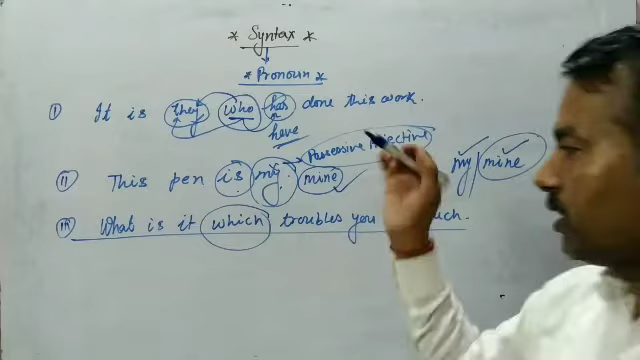 * Syntax *
* Pronoun *
I It is they who has done this work.
have
Possessive Adjective
II This pen is my. mine my/mine
III What is it which troubles you much.